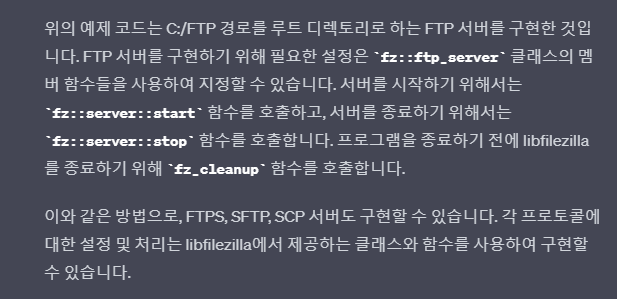 위의 예제 코드는 C:/FTP 경로를 루트 디렉토리로 하는 FTP 서버를 구현한 것입
니다. FTP 서버를 구현하기 위해 필요한 설정은 `fz::ftp_server` 클래스의 멤
버 함수들을 사용하여 지정할 수 있습니다. 서버를 시작하기 위해서는
`fz::server::start` 함수를 호출하고, 서버를 종료하기 위해서는
`fz::server::stop` 함수를 호출합니다. 프로그램을 종료하기 전에 libfilezilla
를 종료하기 위해 `fz_cleanup` 함수를 호출합니다.
이와 같은 방법으로, FTPS, SFTP, SCP 서버도 구현할 수 있습니다. 각 프로토콜에
대한 설정 및 처리는 libfilezilla에서 제공하는 클래스와 함수를 사용하여 구현할
수 있습니다.